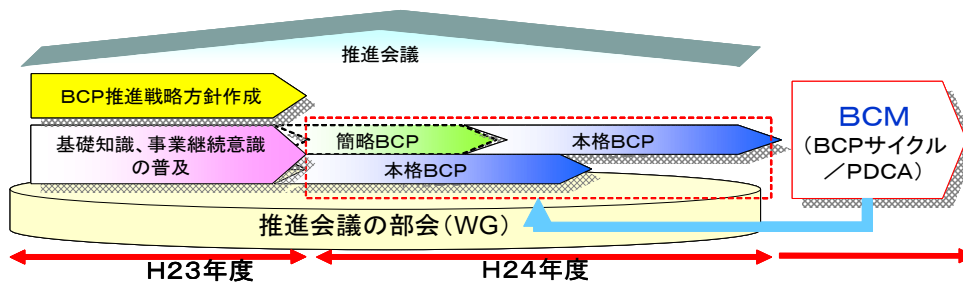 推進会議
BCP推進戦略方針作成
基礎知識、事業継続意識
の普及
簡略BCP
本格BCP
本格BCP
BCM
(BCPサイクル
／PDCA)
推進会議の部会(WG)
H23年度
H24年度